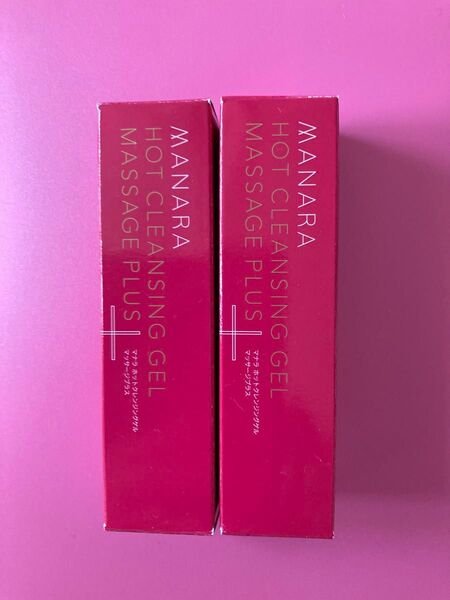 MANARA
HOT CLEANSING GEL
MASSAGE PLUS
マナラ ホットクレンジングゲル
マッサージプラス
MANARA
HOT CLEANSING GEL
MASSAGE PLUS
マナラ ホットクレンジングゲル
マッサージプラス